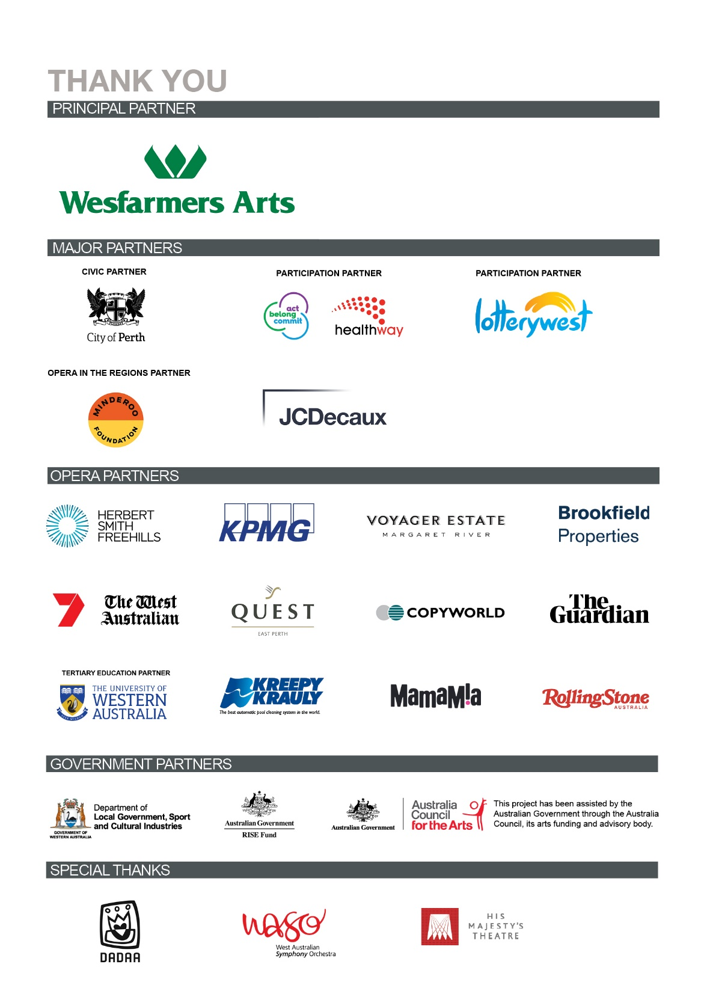 THANK YOU
PRINCIPAL PARTNER
Wesfarmers Arts
MAJOR PARTNERS
CIVIC PARTNER
City of Perth
PARTICIPATION PARTNER
act
belong
commit
healthway
PARTICIPATION PARTNER
lotterywest
OPERA IN THE REGIONS PARTNER
MINDEROO
FOUNDATION
JCDecaux
OPERA PARTNERS
HERBERT
SMITH
FREEHILLS
KPMG
VOYAGER ESTATE
MARGARET RIVER
Brookfield
Properties
7
The West
Australian
QUEST
EAST PERTH
COPYWORLD
The
Guardian
TERTIARY EDUCATION PARTNER
THE UNIVERSITY OF
WESTERN
AUSTRALIA
SEEK WISDOM
KREEPY
KRAULY
The best automatic pool cleaning system in the world.
MamaMia
RollingStone
AUSTRALIA
GOVERNMENT PARTNERS
GOVERNMENT OF
WESTERN AUSTRALIA
Department of
Local Government, Sport
and Cultural Industries
Australian Government
RISE Fund
Australian Government
Australia
Council
for the Arts
This project has been assisted by the
Australian Government through the Australia
Council, its arts funding and advisory body.
SPECIAL THANKS
DADAA
WASO
West Australian
Symphony Orchestra
HIS
MAJESTY'S
THEATRE